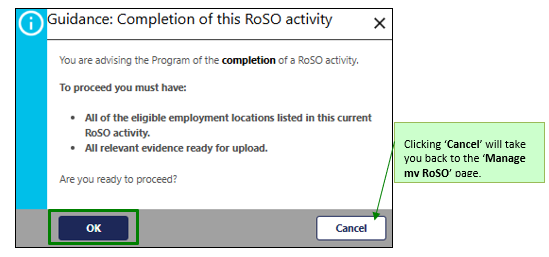 Guidance: Completion of this RoSO activity
You are advising the Program of the completion of a RoSO activity.
To proceed you must have:
• All of the eligible employment locations listed in this current
RoSO activity.
• All relevant evidence ready for upload.
Are you ready to proceed?
OK
Cancel
Clicking ‘Cancel’ will take
you back to the ‘Manage
my RoSO’ page.